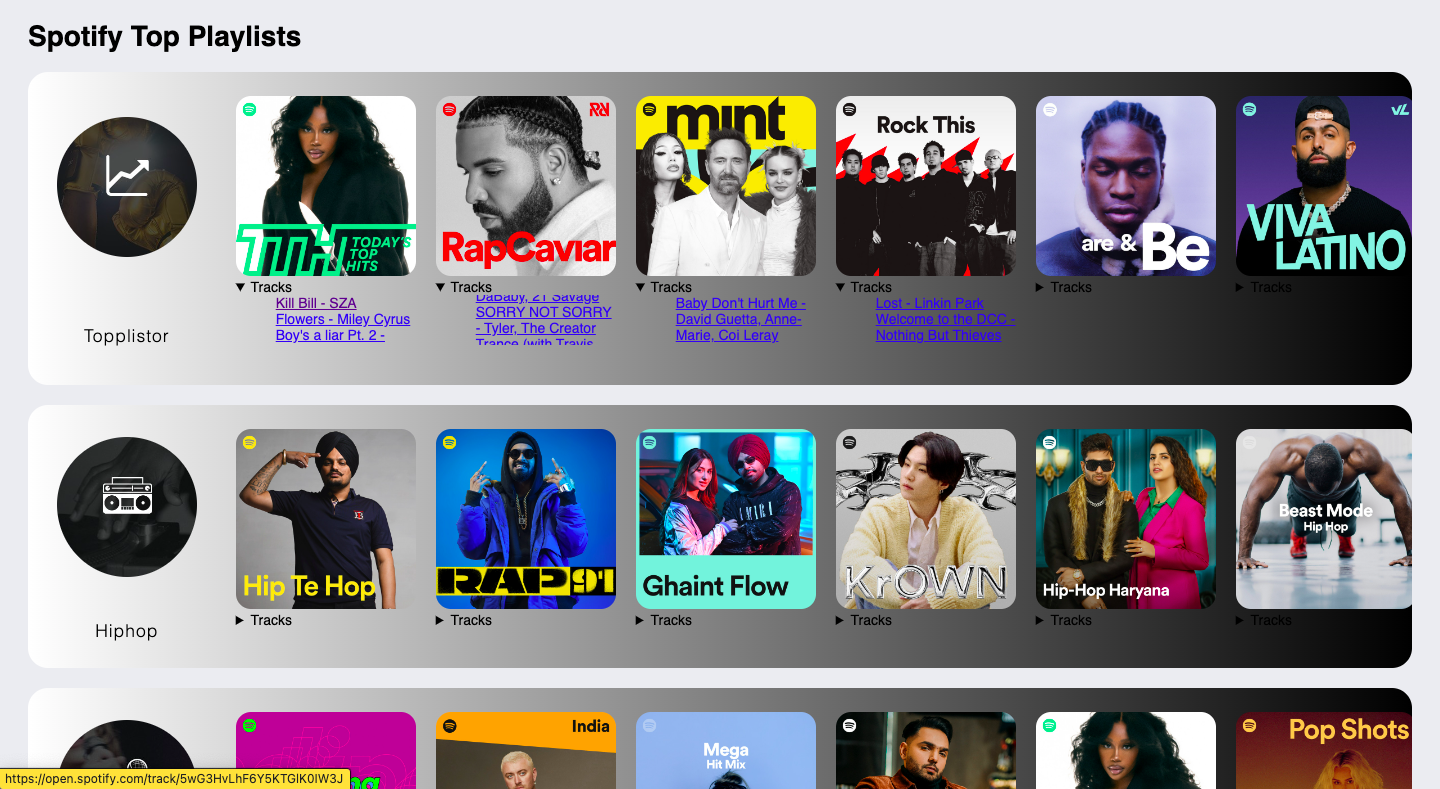 Spotify Top Playlists
TODAY'S
TOP
HITS
RN
RapCaviar
mint
Rock This
are & Be
VL
VIVA
LATINO
Tracks
Tracks
Tracks
Tracks
Tracks
Tracks
Kill Bill - SZA
Flowers - Miley Cyrus
Boy's a liar Pt. 2 -
DaBaby, 21 Savage
SORRY NOT SORRY
- Tyler, The Creator
Trance (with Travis
Baby Don't Hurt Me -
David Guetta, Anne-
Marie, Coi Leray
Lost - Linkin Park
Welcome to the DCC -
Nothing But Thieves
Topplistor
Hip Te Hop
RAP 91
AMIRI
Ghaint Flow
KrOWN
Hip-Hop Haryana
Beast Mode
Hip Hop
Tracks
Tracks
Tracks
Tracks
Tracks
Tracks
Hiphop
India
Mega
Hit Mix
Pop Shots
https://open.spotify.com/track/5wG3HvLhF6Y5KTGlK0IW3J